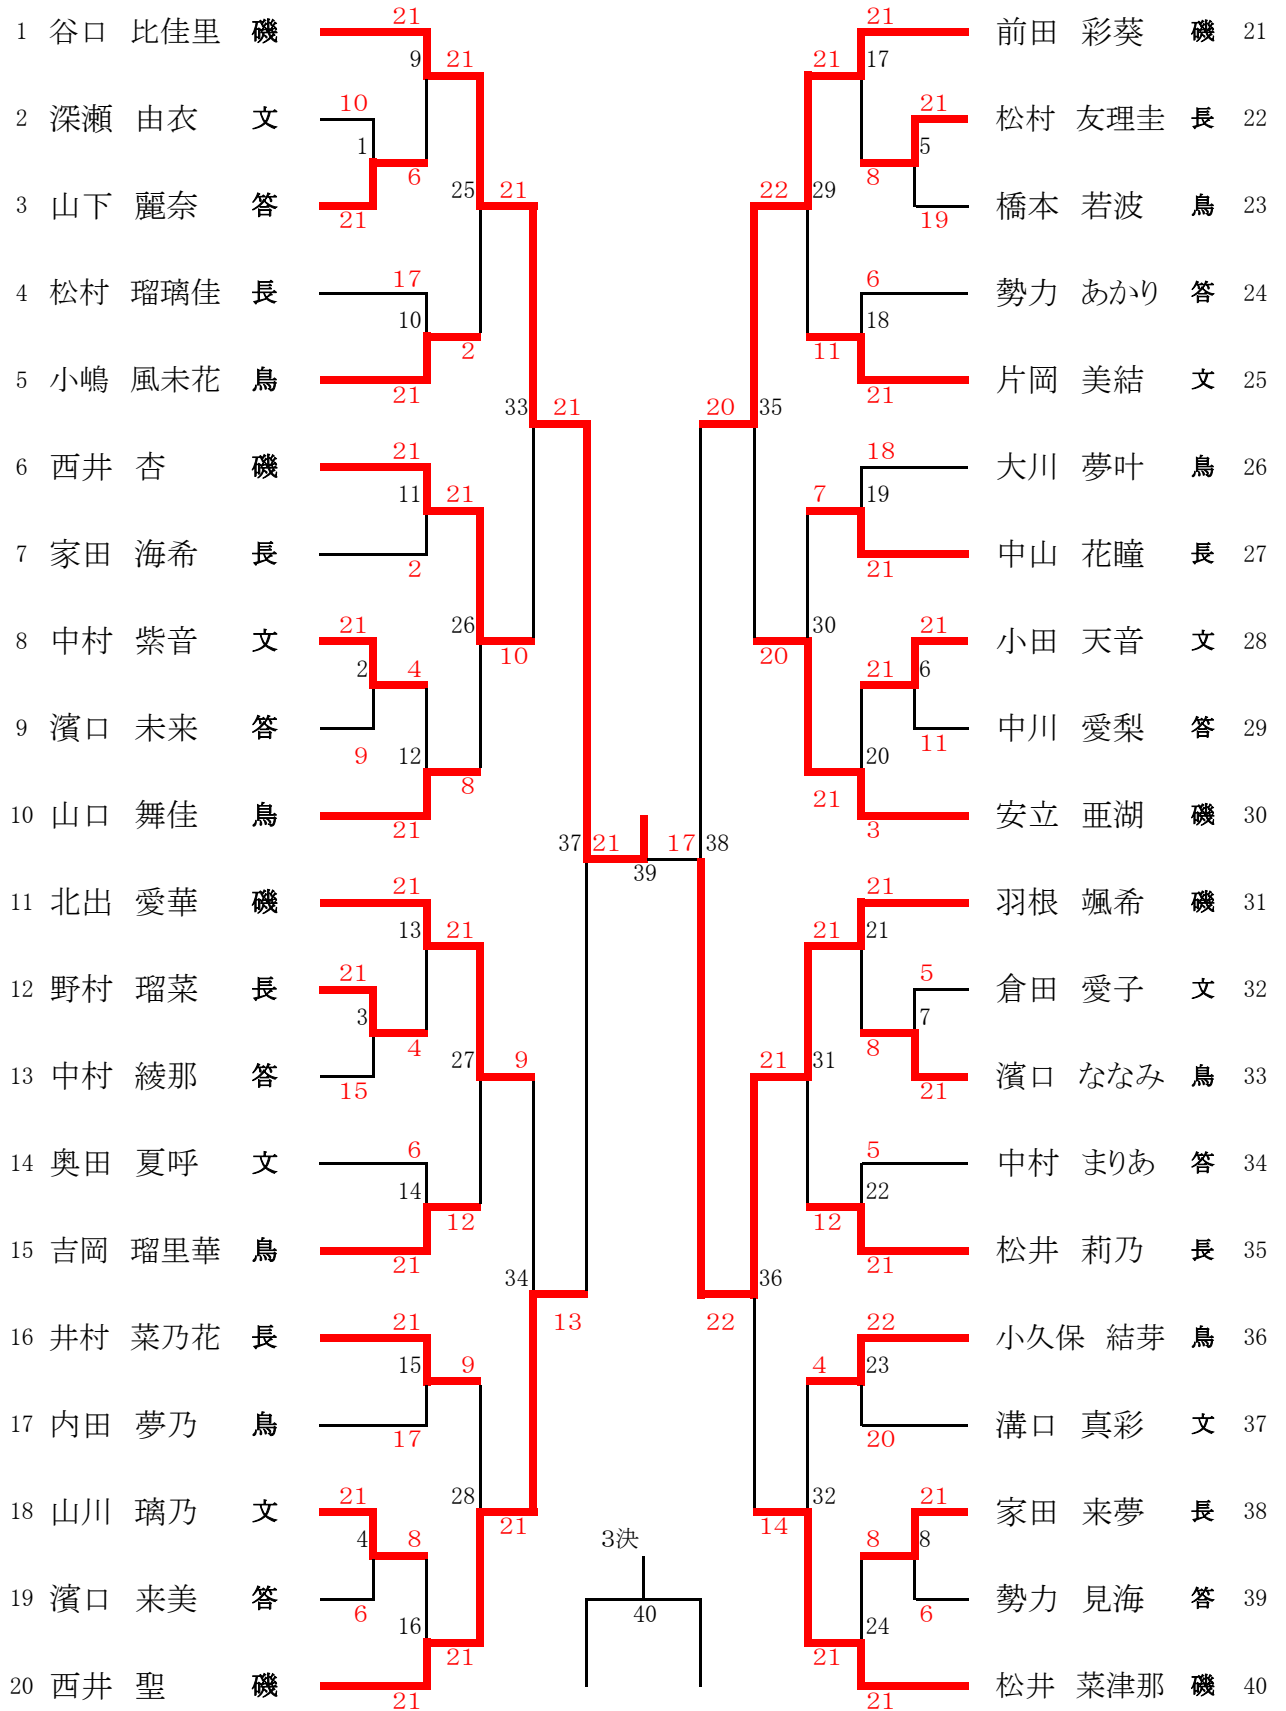 21 21
1 谷口 比佳里 磯 前田 彩葵 磯 21
9 21 21 17
10 21
2 深瀬 由衣 文 松村 友理圭 長 22
1 5
6 25 21 22 29 8
3 山下 麗奈 答 橋本 若波 鳥 23
21 19
17 6
4 松村 瑠璃佳 長 勢力 あかり 答 24
10 18
2 11
5 小嶋 風未花 鳥 片岡 美結 文 25
21 33 21 20 35 21
21 18
6 西井 杏 磯 大川 夢叶 鳥 26
11 21 7 19
7 家田 海希 長 中山 花瞳 長 27
2 21
21 26 30 21
8 中村 紫音 文 小田 天音 文 28
2 4 10 20 21 6
9 濱口 未来 答 中川 愛梨 答 29
9 12 20 11
8 21
10 山口 舞佳 鳥 安立 亜湖 磯 30
21 3
37 21 17 38
39
21 21
11 北出 愛華 磯 羽根 颯希 磯 31
13 21 21 21
21 5
12 野村 瑠菜 長 倉田 愛子 文 32
3 7
4 27 9 21 31 8
13 中村 綾那 答 濱口 ななみ 鳥 33
15 21
6 5
14 奥田 夏呼 文 中村 まりあ 答 34
14 22
12 12
15 吉岡 瑠里華 鳥 松井 莉乃 長 35
21 34 36 21
21 13 22 22
16 井村 菜乃花 長 小久保 結芽 鳥 36
15 9 4 23
17 内田 夢乃 鳥 溝口 真彩 文 37
17 20
21 28 32 21
18 山川 璃乃 文 家田 来夢 長 38
4 8 21 3決 14 8 8
19 濱口 来美 答 勢力 見海 答 39
6 16 40 24 6
21 21
20 西井 聖 磯 松井 菜津那 磯 40
21 21